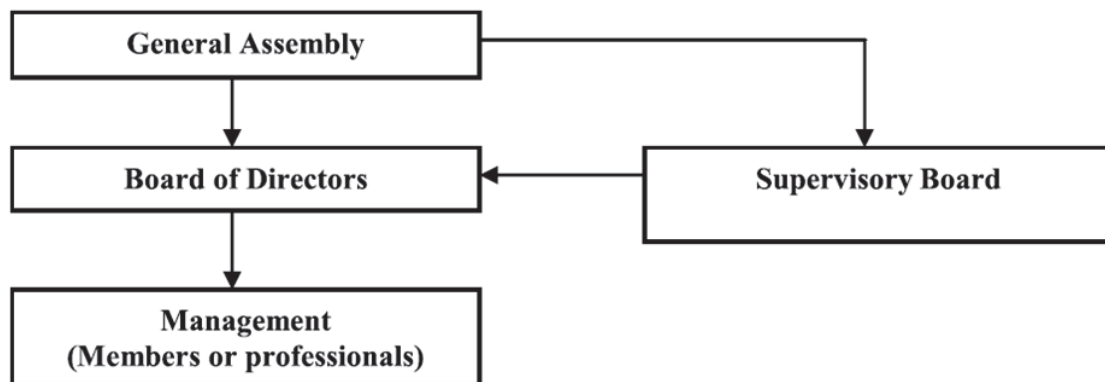 General Assembly
Board of Directors
Supervisory Board
Management
(Members or professionals)